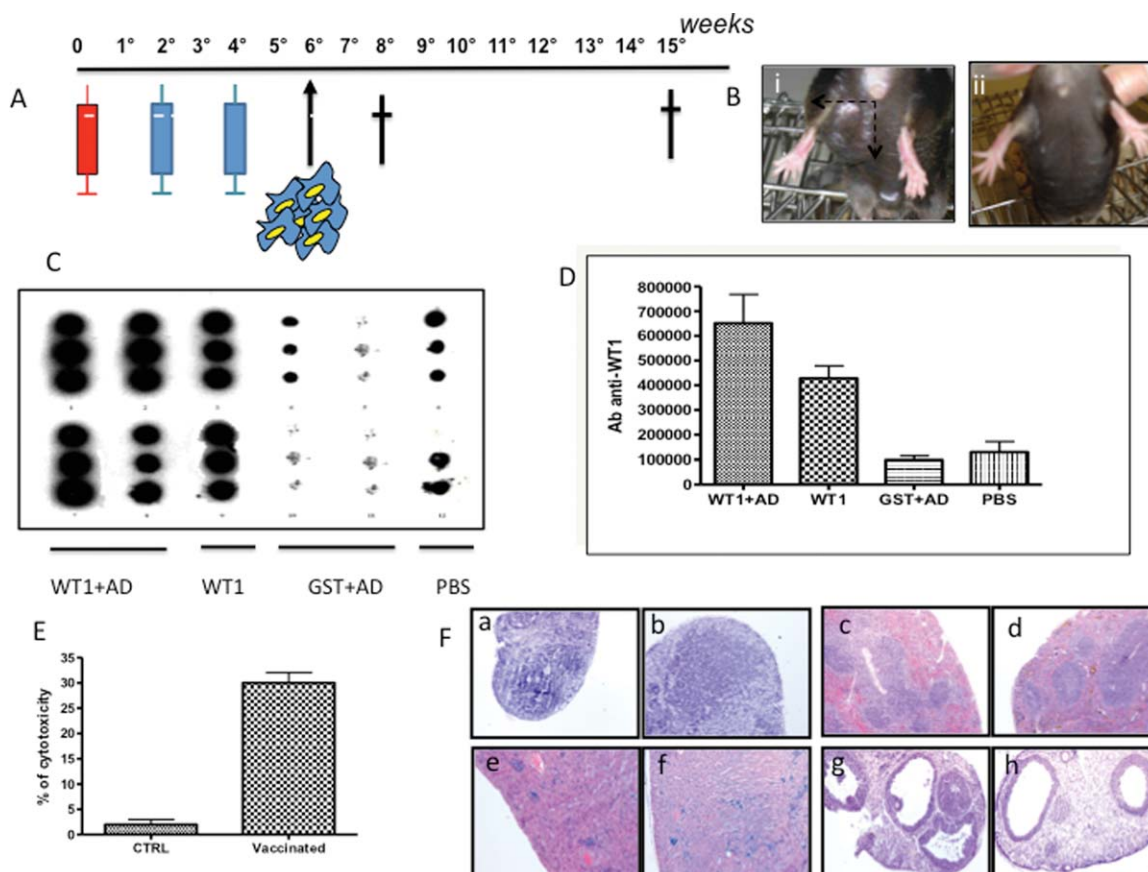 weeks
0 1° 2° 3° 4° 5° 6° 7° 8° 9° 10° 11° 12° 13° 14° 15°
A
B
i
ii
C
WT1+AD WT1 GST+AD PBS
D
800000
700000
600000
500000
400000
300000
200000
100000
0
Ab anti-WT1
WT1+AD WT1 GST+AD PBS
E
35
30
25
20
15
10
5
0
% of cytotoxicity
CTRL Vaccinated
F
a b c d
e f g h